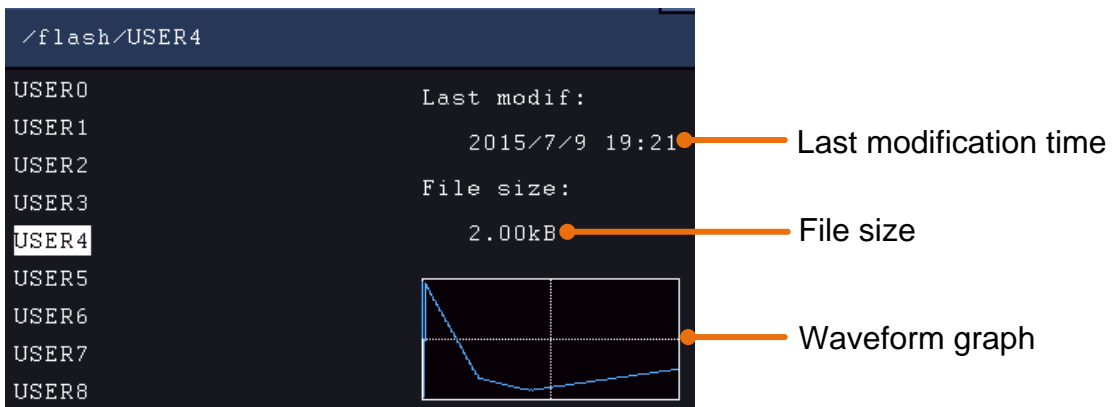 /flash/USER4
USER0
USER1
USER2
USER3
USER4
USER5
USER6
USER7
USER8
Last modif:
2015/7/9 19:21
File size:
2.00kB
Last modification time
File size
Waveform graph